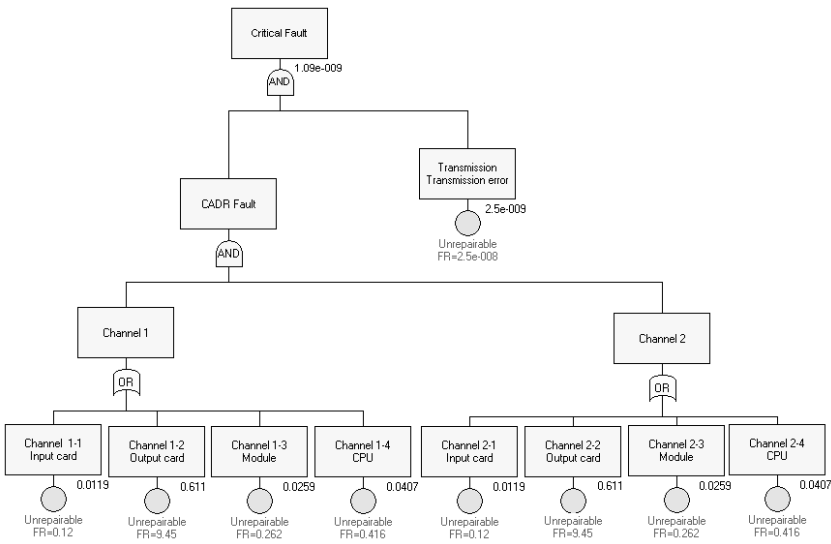 Critical Fault
1.09e-009
AND
Transmission
Transmission error
2.5e-009
Unrepairable
FR=2.5e-008
CADR Fault
AND
Channel 1
OR
Channel 2
OR
Channel 1-1
Input card
0.0119
Unrepairable
FR=0.12
Channel 1-2
Output card
0.611
Unrepairable
FR=9.45
Channel 1-3
Module
0.0259
Unrepairable
FR=0.262
Channel 1-4
CPU
0.0407
Unrepairable
FR=0.416
Channel 2-1
Input card
0.0119
Unrepairable
FR=0.12
Channel 2-2
Output card
0.611
Unrepairable
FR=9.45
Channel 2-3
Module
0.0259
Unrepairable
FR=0.262
Channel 2-4
CPU
0.0407
Unrepairable
FR=0.416